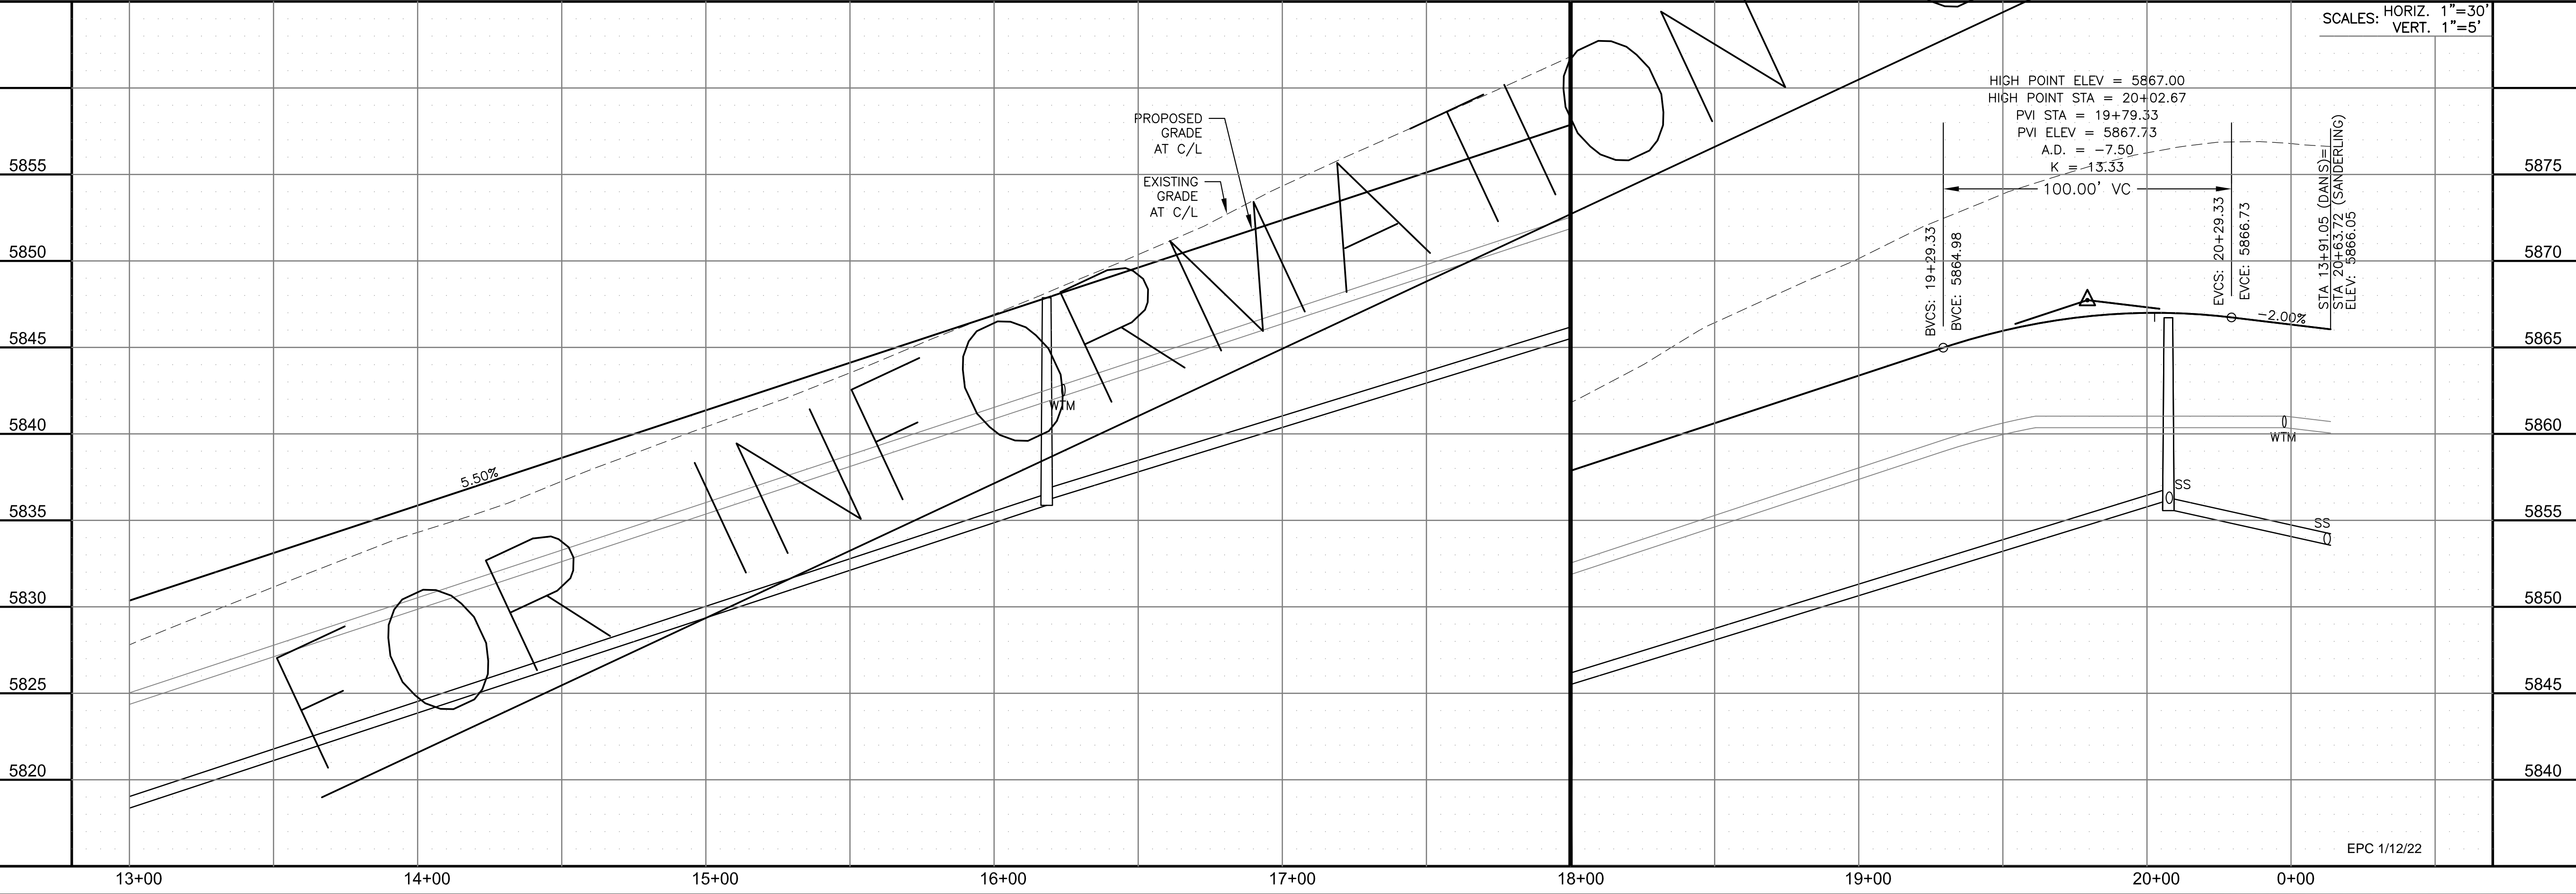 SCALES: HORIZ. 1"=30'
VERT. 1"=5'
HIGH POINT ELEV = 5867.00
HIGH POINT STA = 20+02.67
PVI STA = 19+79.33
PVI ELEV = 5867.73
A.D. = −7.50
K = 13.33
100.00' VC
BVCS: 19+29.33
BVCE: 5864.98
EVCS: 20+29.33
EVCE: 5866.73
STA 13+91.05 (DANS)=
STA 20+63.72 (SANDERLING)
ELEV: 5866.05
−2.00%
PROPOSED
GRADE
AT C/L
EXISTING
GRADE
AT C/L
5.50%
WTM
WTM
SS
SS
FOR INFORMATION
5855
5850
5845
5840
5835
5830
5825
5820
5875
5870
5865
5860
5855
5850
5845
5840
EPC 1/12/22
13+00 14+00 15+00 16+00 17+00 18+00 19+00 20+00 0+00